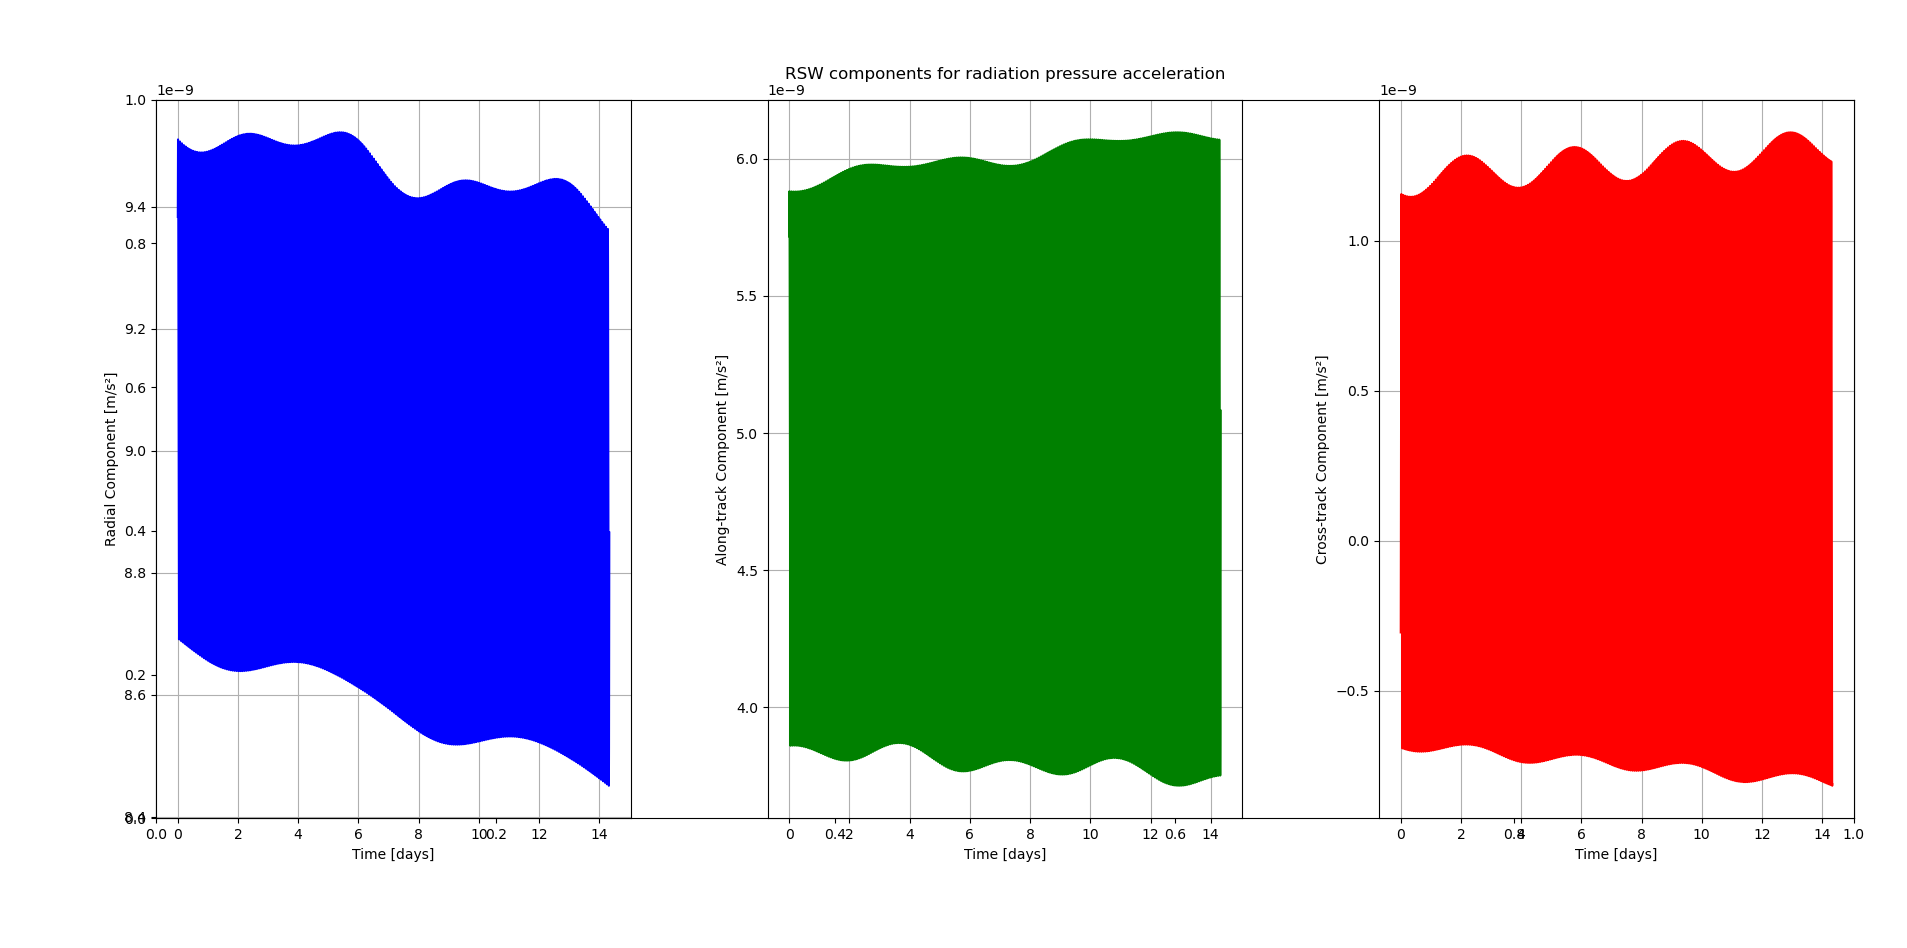 RSW components for radiation pressure acceleration
1e−9
1e−9
1e−9
1.0
9.4
0.8
9.2
0.6
9.0
0.4
8.8
0.2
8.6
8.4
0.0
Radial Component [m/s²]
0.0 0 2 4 6 8 10 0.2 12 14
Time [days]
6.0
5.5
5.0
4.5
4.0
Along-track Component [m/s²]
0 0.4 2 4 6 8 10 12 0.6 14
Time [days]
1.0
0.5
0.0
−0.5
Cross-track Component [m/s²]
0 2 0.8 4 6 8 10 12 14 1.0
Time [days]